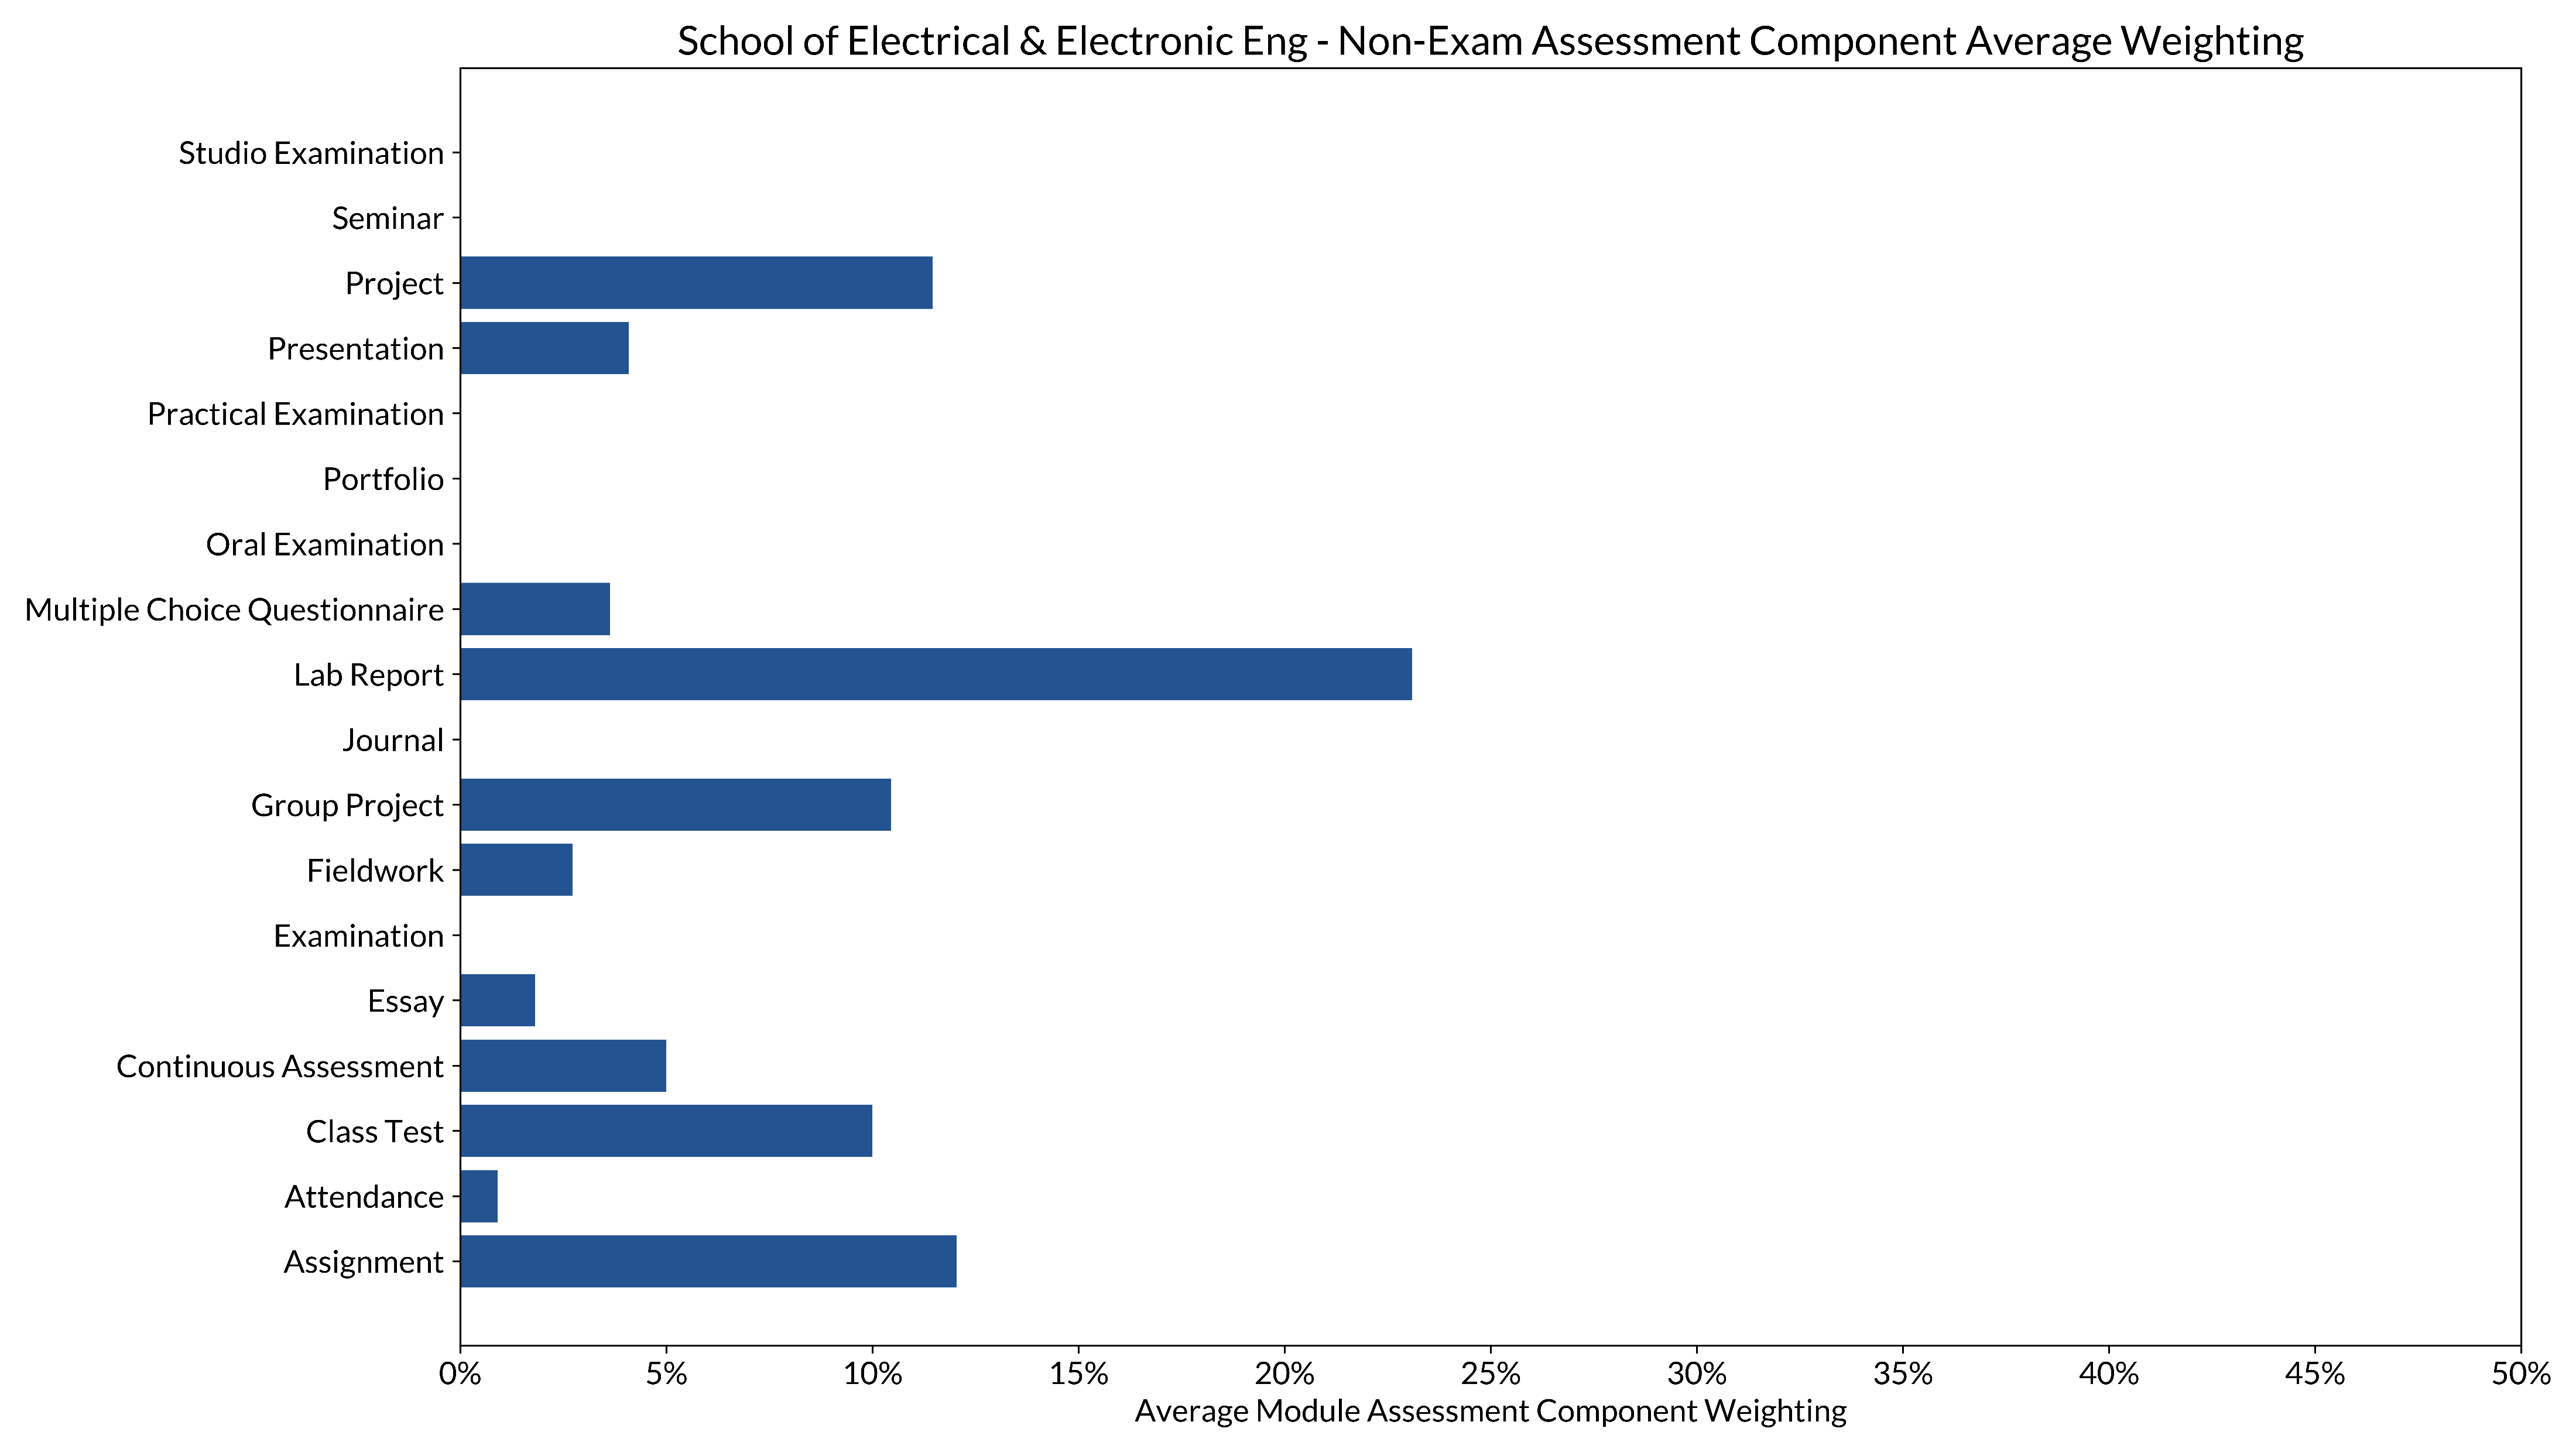 School of Electrical & Electronic Eng - Non-Exam Assessment Component Average Weighting
Studio Examination
Seminar
Project
Presentation
Practical Examination
Portfolio
Oral Examination
Multiple Choice Questionnaire
Lab Report
Journal
Group Project
Fieldwork
Examination
Essay
Continuous Assessment
Class Test
Attendance
Assignment
0% 5% 10% 15% 20% 25% 30% 35% 40% 45% 50%
Average Module Assessment Component Weighting